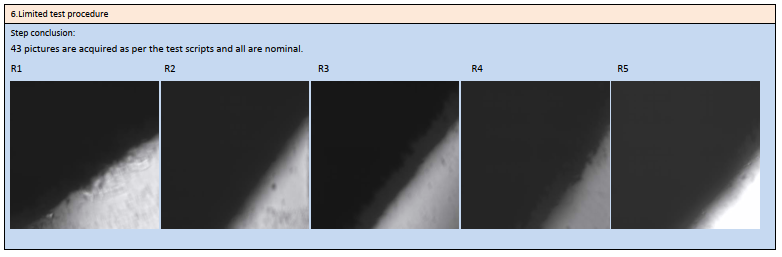 6.Limited test procedure
Step conclusion:
43 pictures are acquired as per the test scripts and all are nominal.
R1 R2 R3 R4 R5